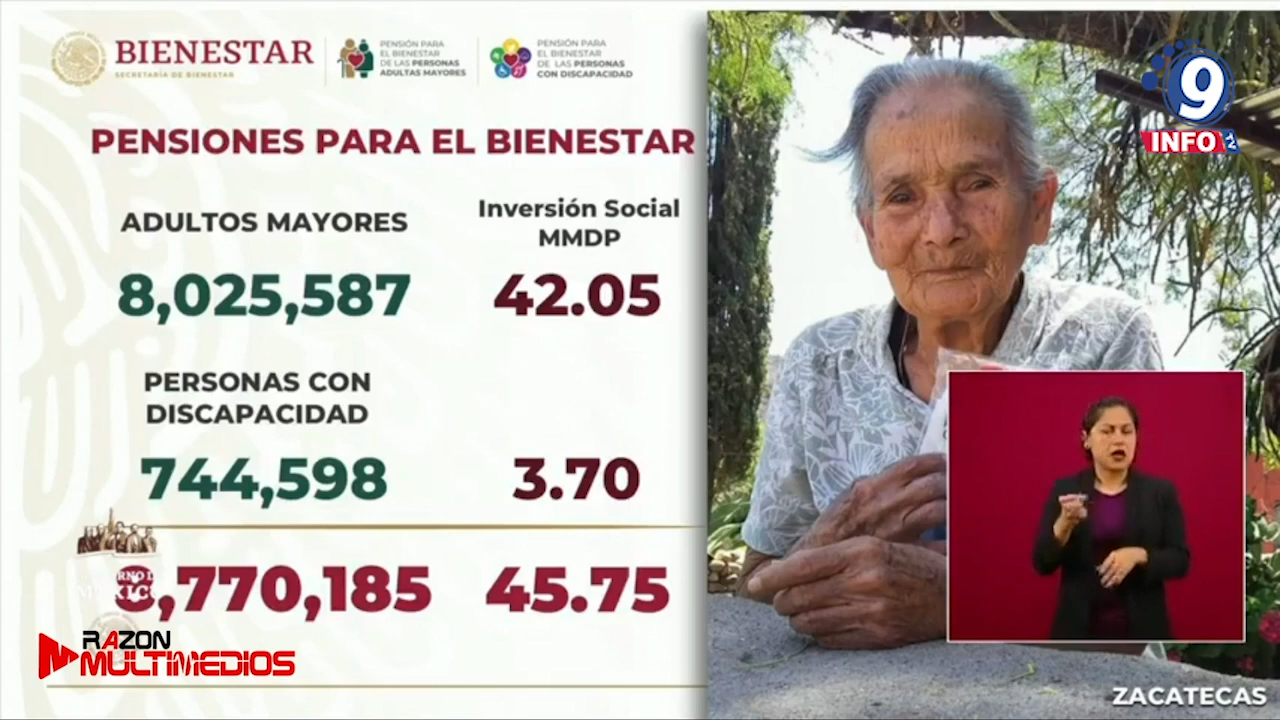 BIENESTAR
SECRETARÍA DE BIENESTAR
PENSIÓN PARA
EL BIENESTAR
DE LAS PERSONAS
ADULTAS MAYORES
PENSIÓN PARA
EL BIENESTAR
DE LAS PERSONAS
CON DISCAPACIDAD
9
INFO
PENSIONES PARA EL BIENESTAR
ADULTOS MAYORES
Inversión Social
MMDP
8,025,587
42.05
PERSONAS CON
DISCAPACIDAD
744,598
3.70
,770,185
45.75
RAZON
MULTIMEDIOS
ZACATECAS